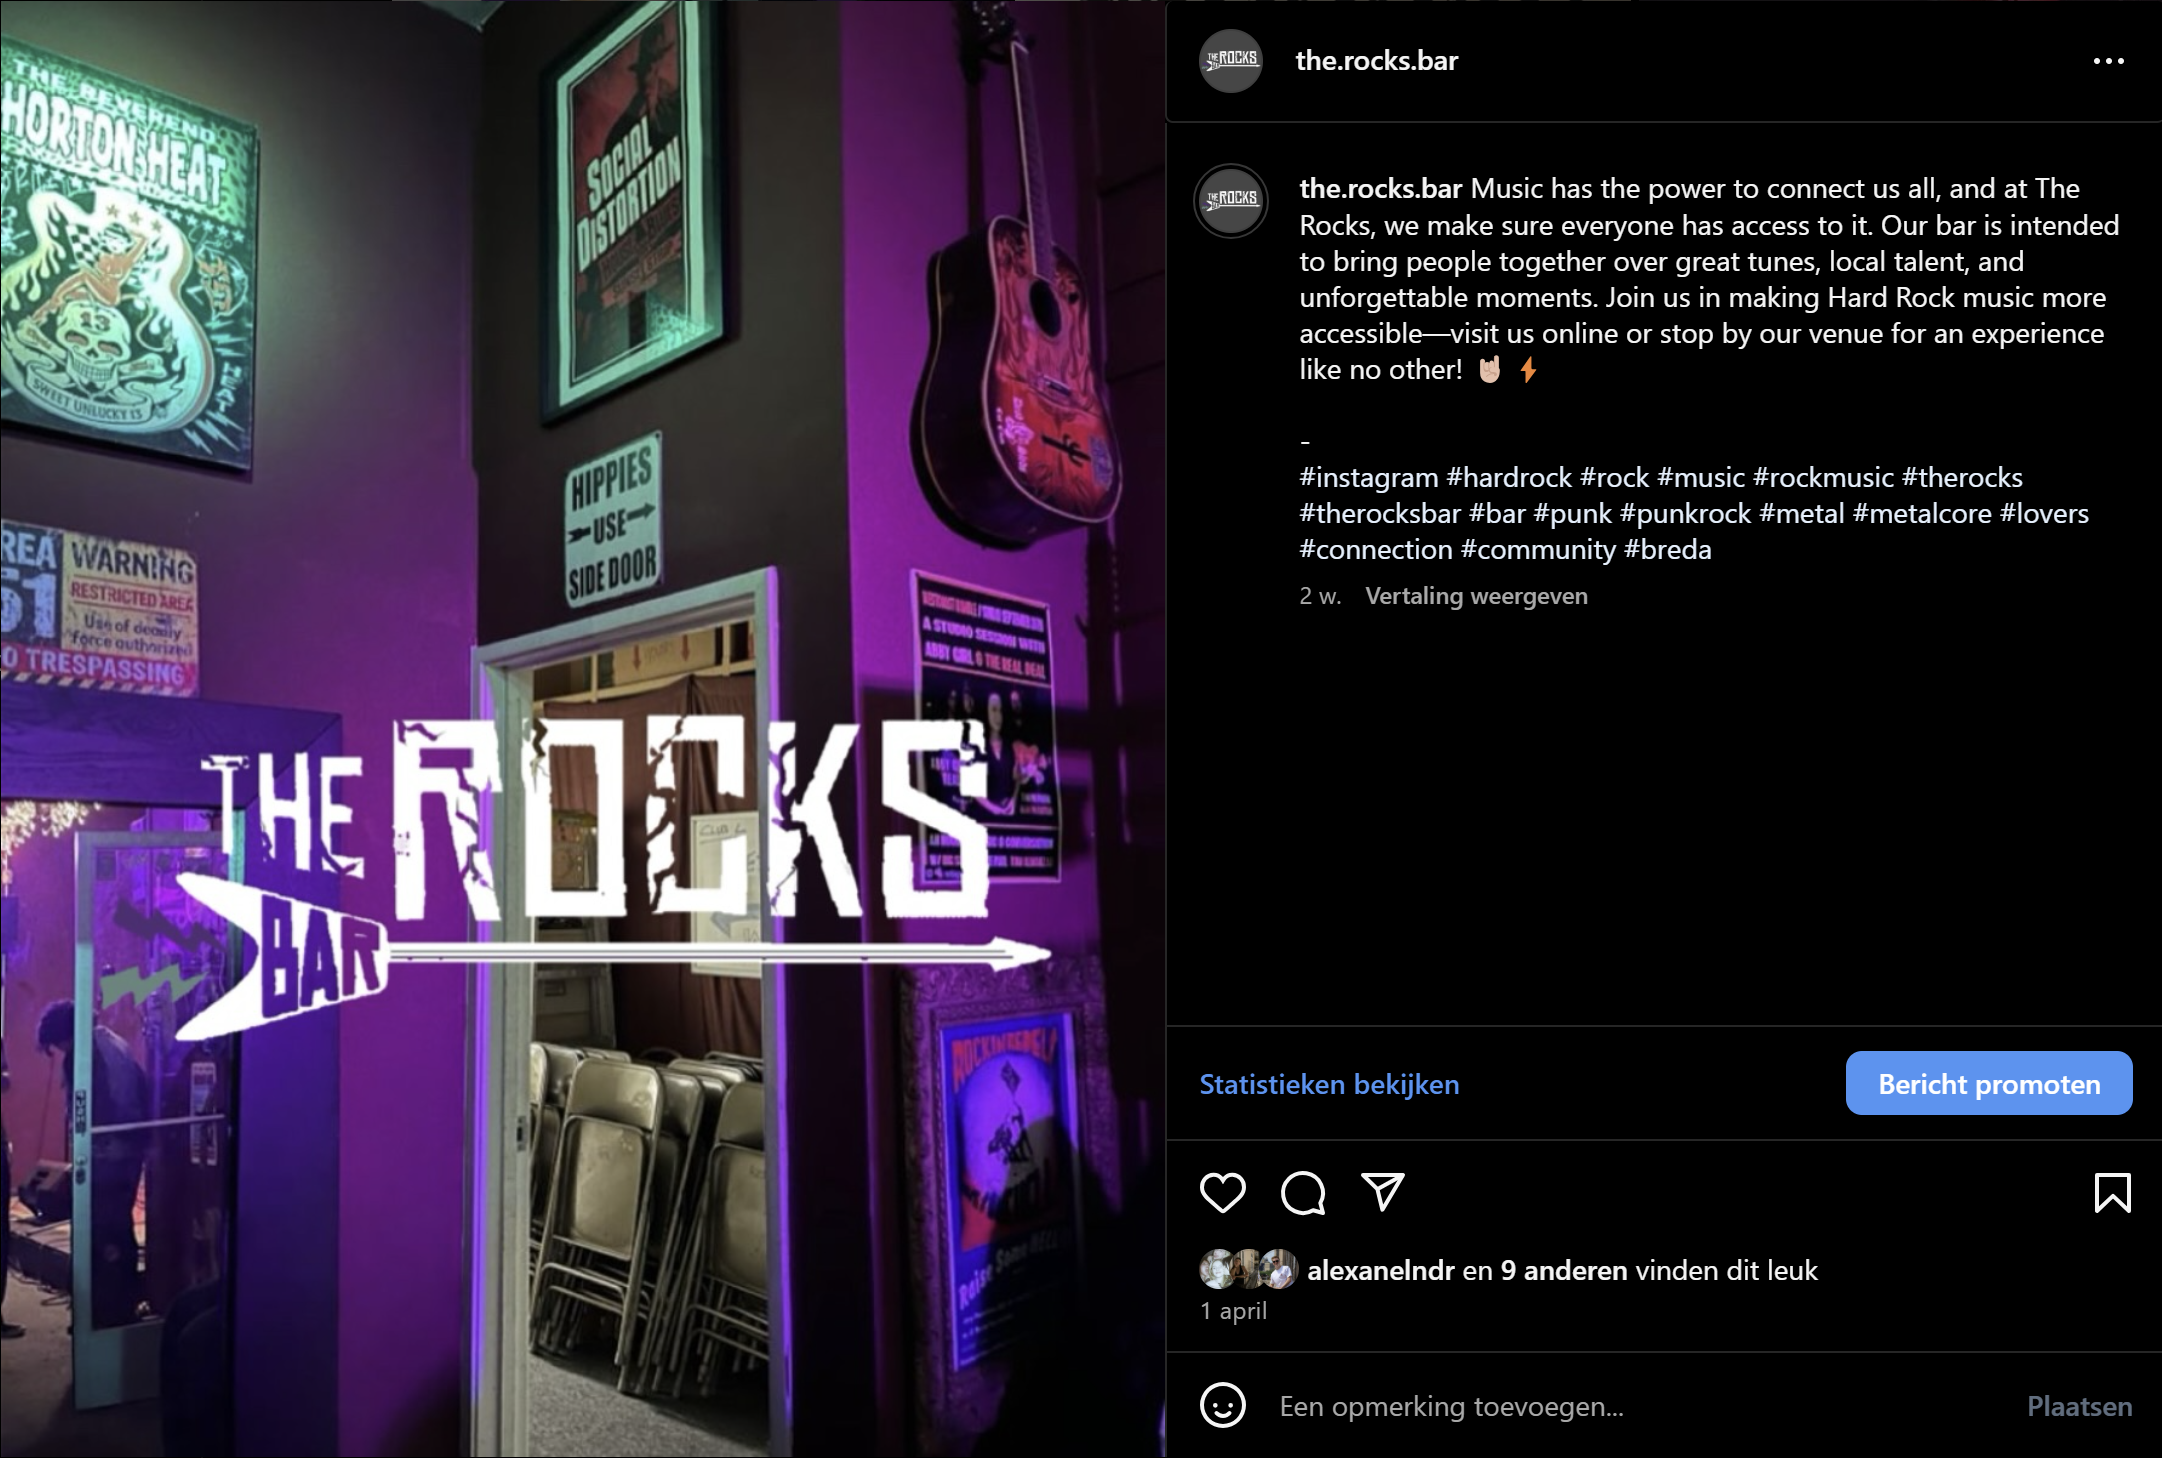 THE REVEREND
HORTON HEAT
SWEET UNLUCKY 13
HEAT
SOCIAL
DISTORTION
HIPPIES
USE
SIDE DOOR
REA
51
WARNING
RESTRICTED AREA
Use of deadly
force authorized
O TRESPASSING
A STUDIO SESSION WITH
ABBY GIRL & THE REAL DEAL
THE ROCKS
BAR
CLUB
Raise Some HELL
the.rocks.bar
the.rocks.bar Music has the power to connect us all, and at The
Rocks, we make sure everyone has access to it. Our bar is intended
to bring people together over great tunes, local talent, and
unforgettable moments. Join us in making Hard Rock music more
accessible—visit us online or stop by our venue for an experience
like no other! 🤘🏻⚡
-
#instagram #hardrock #rock #music #rockmusic #therocks
#therocksbar #bar #punk #punkrock #metal #metalcore #lovers
#connection #community #breda
2 w. Vertaling weergeven
Statistieken bekijken
Bericht promoten
alexanelndr en 9 anderen vinden dit leuk
1 april
Een opmerking toevoegen...
Plaatsen